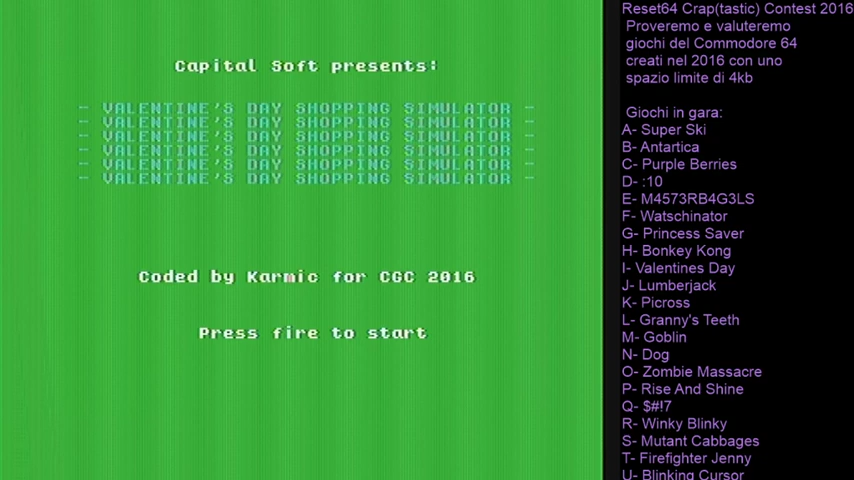 Capital Soft presents:
- VALENTINE'S DAY SHOPPING SIMULATOR -
- VALENTINE'S DAY SHOPPING SIMULATOR -
- VALENTINE'S DAY SHOPPING SIMULATOR -
- VALENTINE'S DAY SHOPPING SIMULATOR -
- VALENTINE'S DAY SHOPPING SIMULATOR -
- VALENTINE'S DAY SHOPPING SIMULATOR -
Coded by Karmic for CGC 2016
Press fire to start
Reset64 Crap(tastic) Contest 2016
Proveremo e valuteremo
giochi del Commodore 64
creati nel 2016 con uno
spazio limite di 4kb
Giochi in gara:
A- Super Ski
B- Antartica
C- Purple Berries
D- :10
E- M4573RB4G3LS
F- Watschinator
G- Princess Saver
H- Bonkey Kong
I- Valentines Day
J- Lumberjack
K- Picross
L- Granny's Teeth
M- Goblin
N- Dog
O- Zombie Massacre
P- Rise And Shine
Q- $#!7
R- Winky Blinky
S- Mutant Cabbages
T- Firefighter Jenny
U- Blinking Cursor